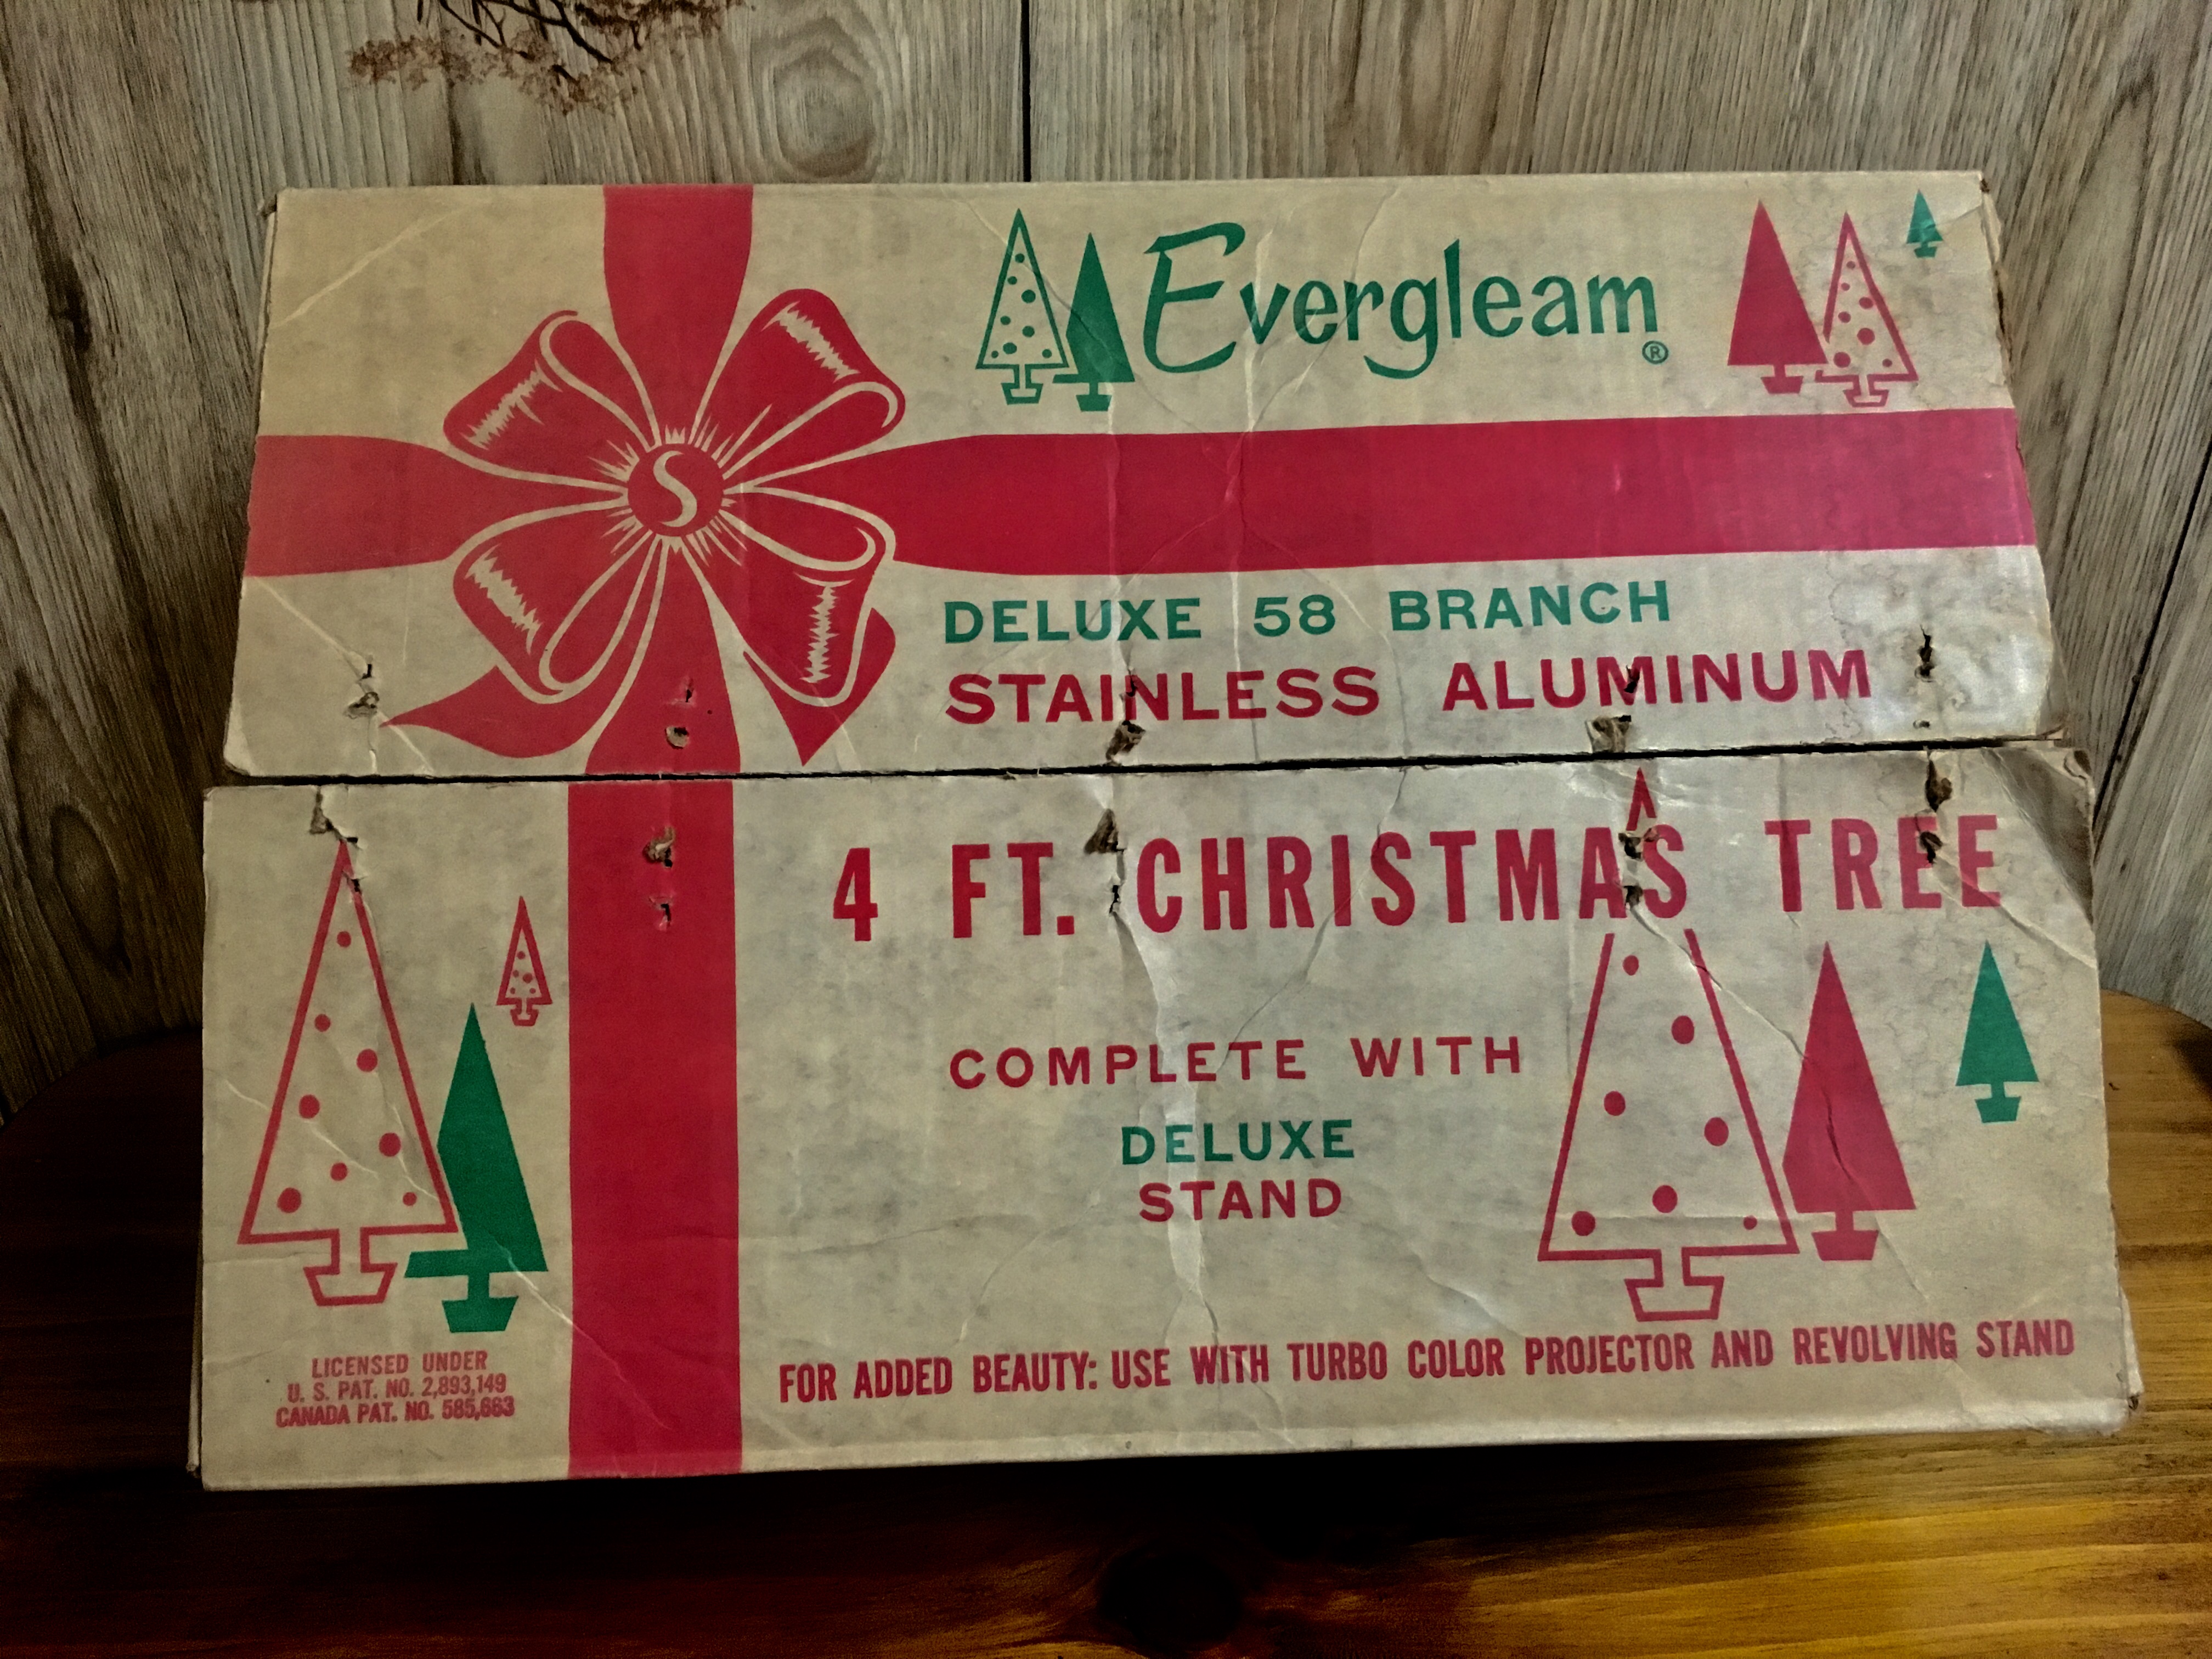 Evergleam®
S
DELUXE 58 BRANCH
STAINLESS ALUMINUM
4 FT. CHRISTMAS TREE
COMPLETE WITH
DELUXE
STAND
FOR ADDED BEAUTY: USE WITH TURBO COLOR PROJECTOR AND REVOLVING STAND
LICENSED UNDER
U. S. PAT. NO. 2,893,149
CANADA PAT. NO. 585,663